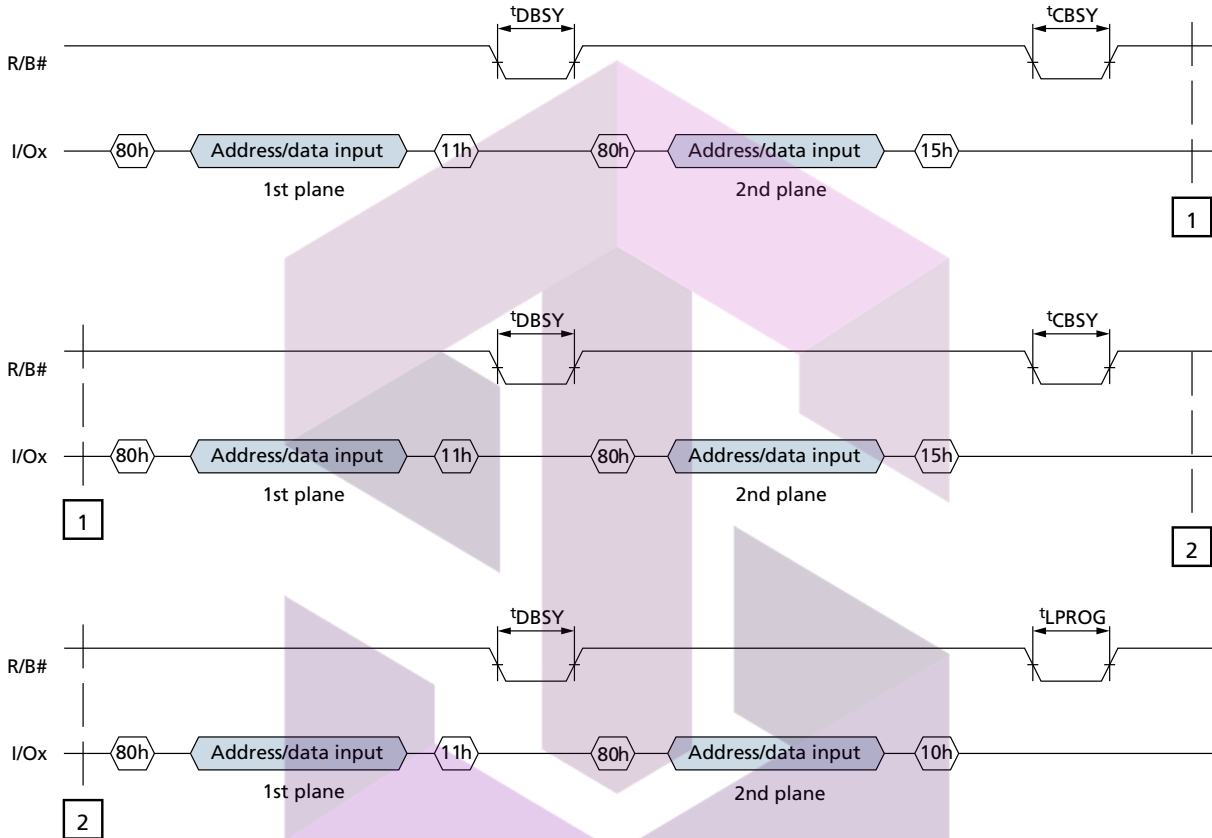 tDBSY tCBSY
R/B#
I/Ox 80h Address/data input 11h 80h Address/data input 15h
1st plane 2nd plane
1
tDBSY tCBSY
R/B#
I/Ox 80h Address/data input 11h 80h Address/data input 15h
1st plane 2nd plane
1
2
tDBSY tLPROG
R/B#
I/Ox 80h Address/data input 11h 80h Address/data input 10h
1st plane 2nd plane
2